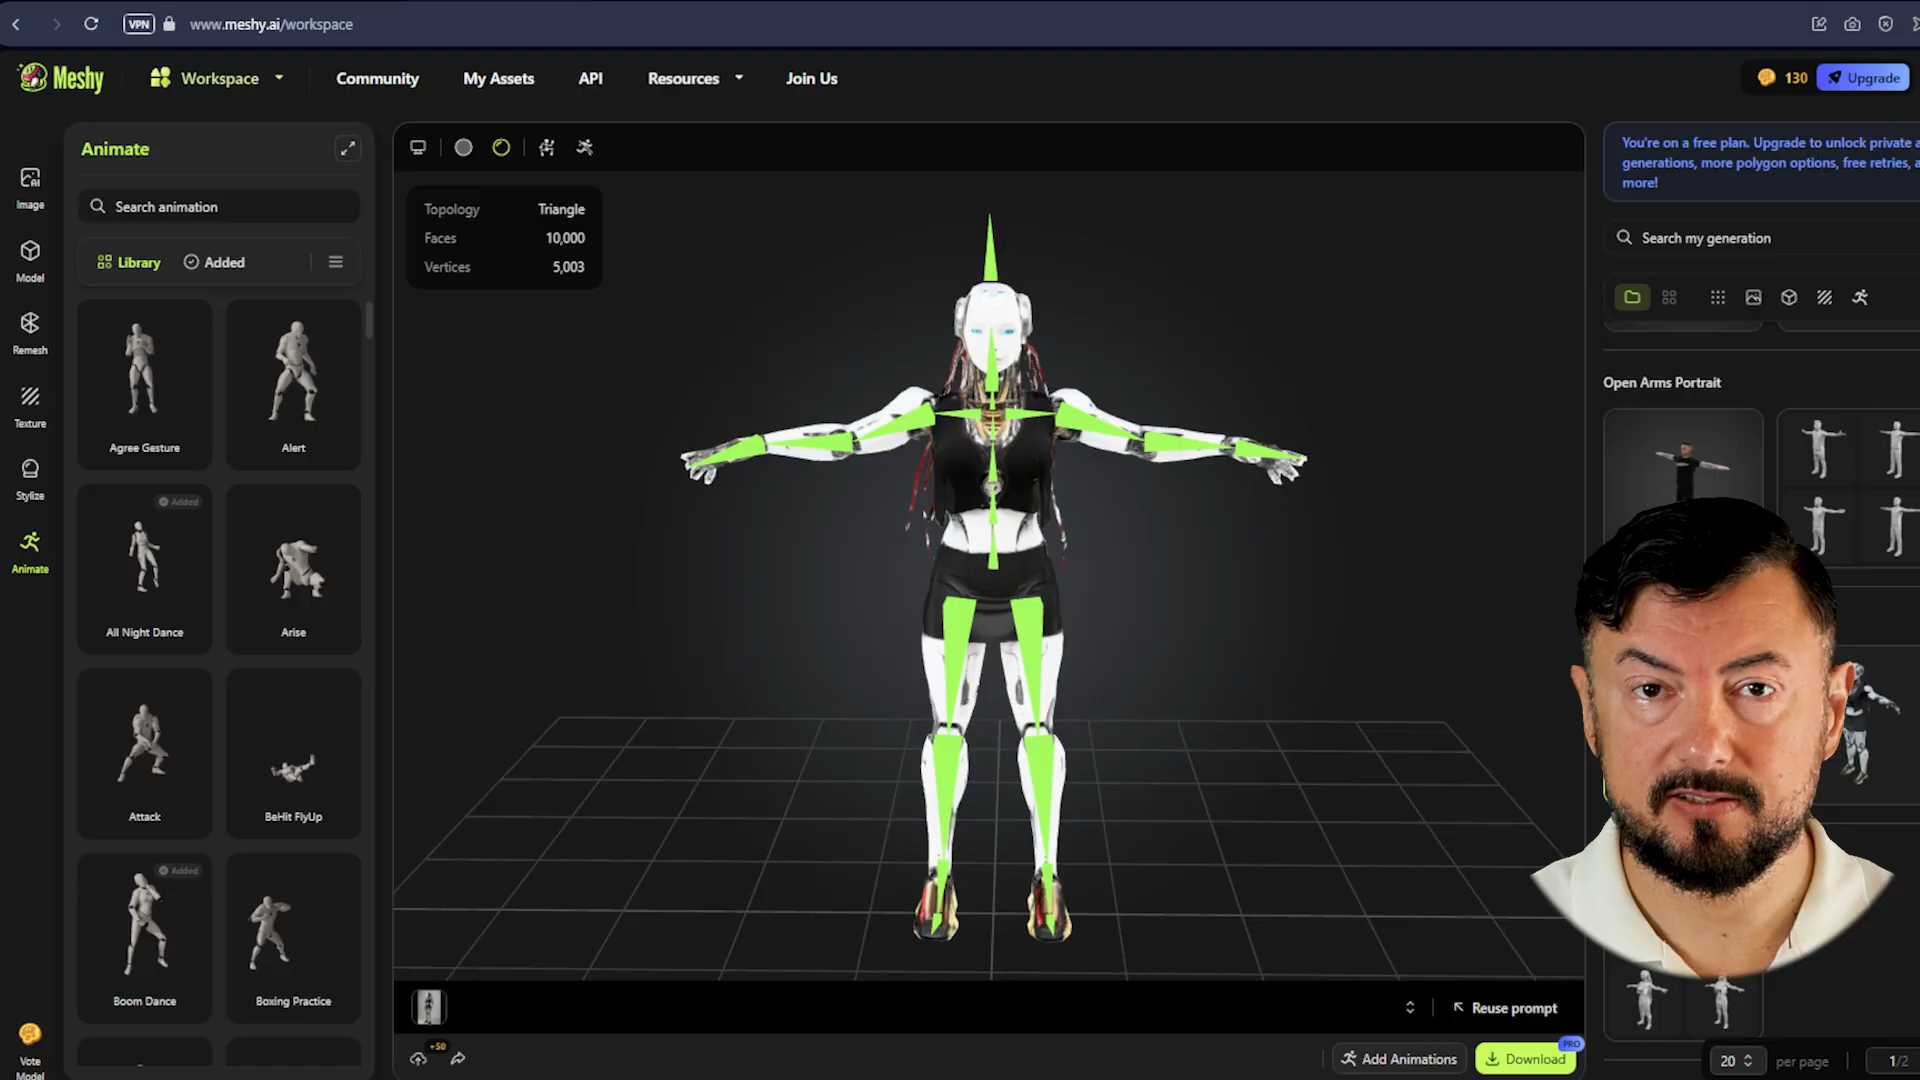 VPN www.meshy.ai/workspace
Meshy Workspace Community My Assets API Resources Join Us 130 Upgrade
Image
Model
Remesh
Texture
Stylize
Animate
Vote
Model
Animate
Search animation
Library Added
Agree Gesture Alert
Added
All Night Dance Arise
Attack BeHit FlyUp
Added
Boom Dance Boxing Practice
Topology Triangle
Faces 10,000
Vertices 5,003
Reuse prompt
+50
Add Animations Download PRO
You're on a free plan. Upgrade to unlock private
generations, more polygon options, free retries,
more!
Search my generation
Open Arms Portrait
20 per page 1/2